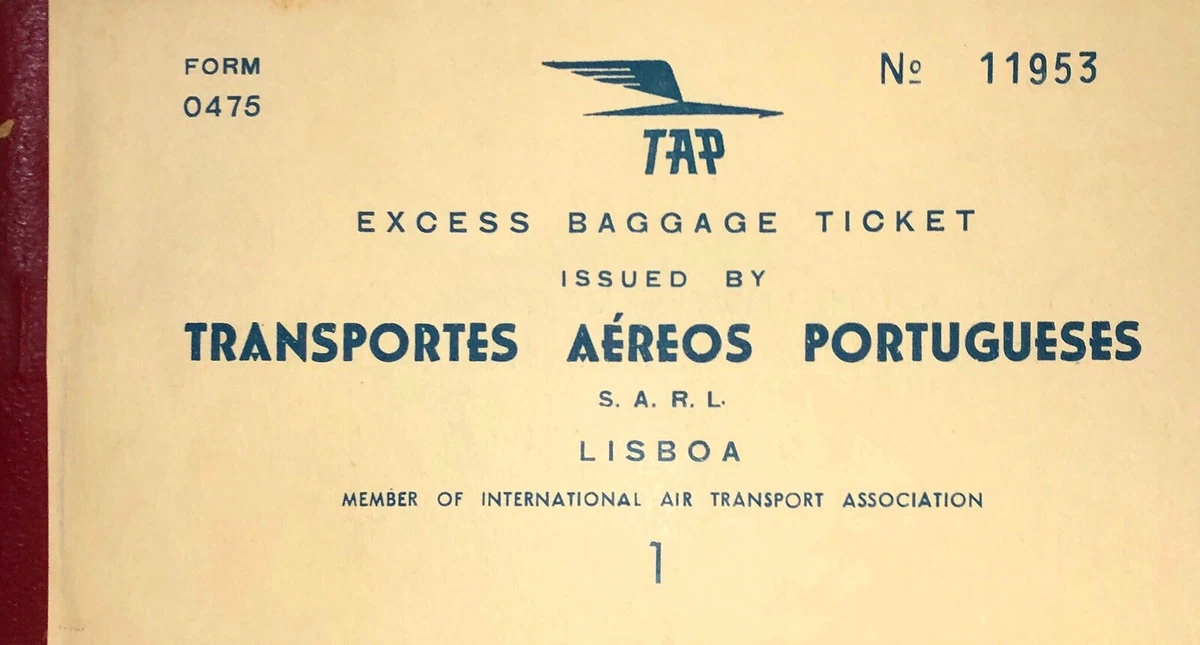 FORM
0475
Nº 11953
TAP
EXCESS BAGGAGE TICKET
ISSUED BY
TRANSPORTES AÉREOS PORTUGUESES
S. A. R. L.
LISBOA
MEMBER OF INTERNATIONAL AIR TRANSPORT ASSOCIATION
1